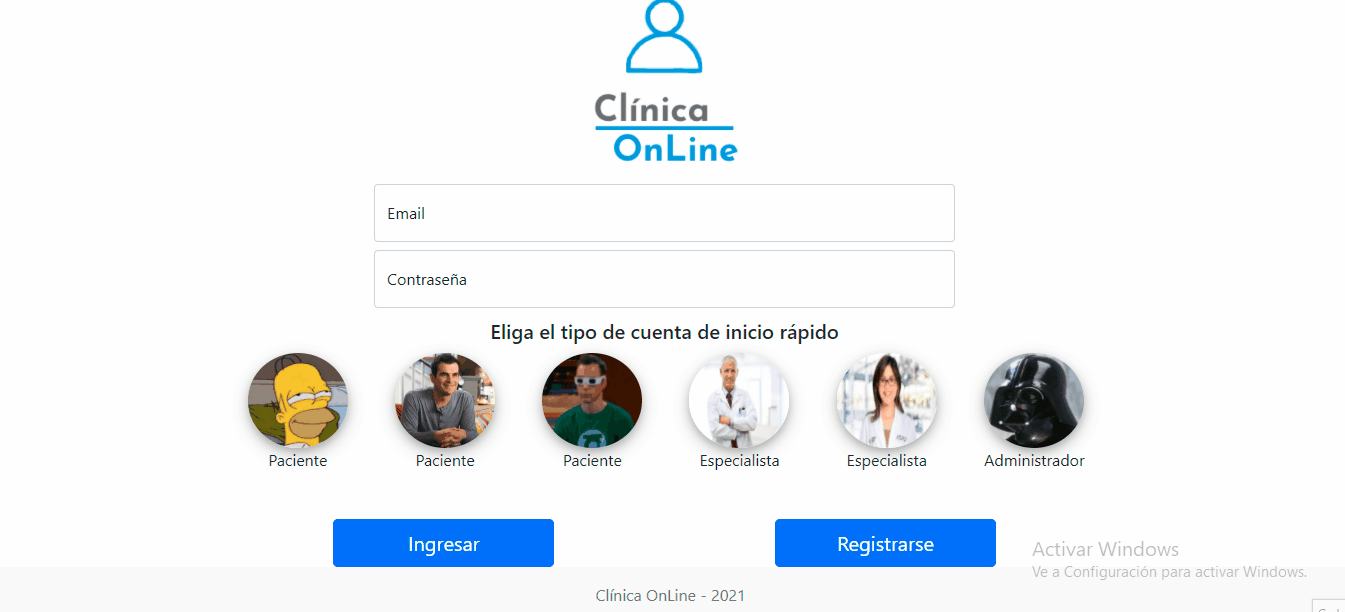 Clínica
OnLine
Email
Contraseña
Eliga el tipo de cuenta de inicio rápido
Paciente
Paciente
Paciente
Especialista
Especialista
Administrador
Ingresar
Registrarse
Activar Windows
Ve a Configuración para activar Windows.
Clínica OnLine - 2021